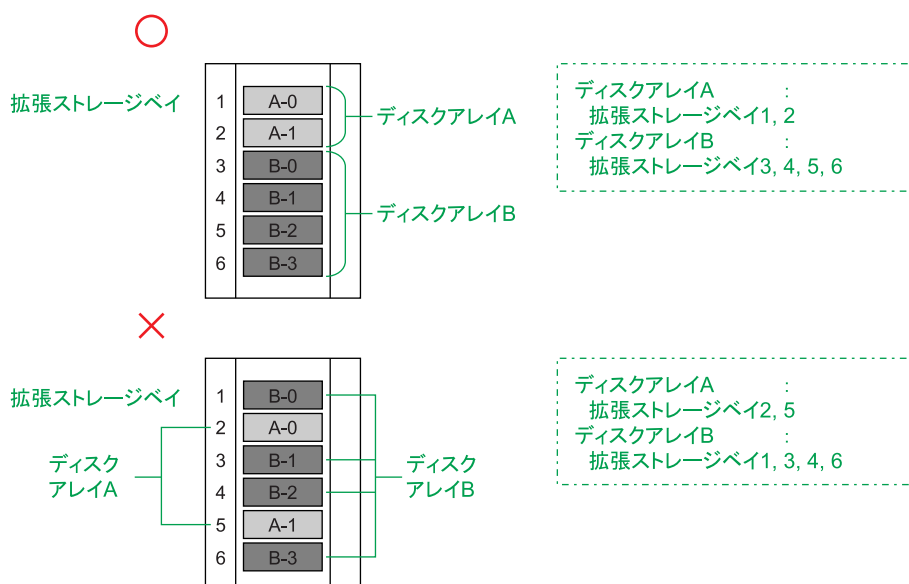 拡張ストレージベイ
1 A-0
2 A-1
3 B-0
4 B-1
5 B-2
6 B-3
ディスクアレイA
ディスクアレイB
ディスクアレイA :
拡張ストレージベイ1, 2
ディスクアレイB :
拡張ストレージベイ3, 4, 5, 6
拡張ストレージベイ
1 B-0
2 A-0
3 B-1
4 B-2
5 A-1
6 B-3
ディスク
アレイA
ディスク
アレイB
ディスクアレイA :
拡張ストレージベイ2, 5
ディスクアレイB :
拡張ストレージベイ1, 3, 4, 6